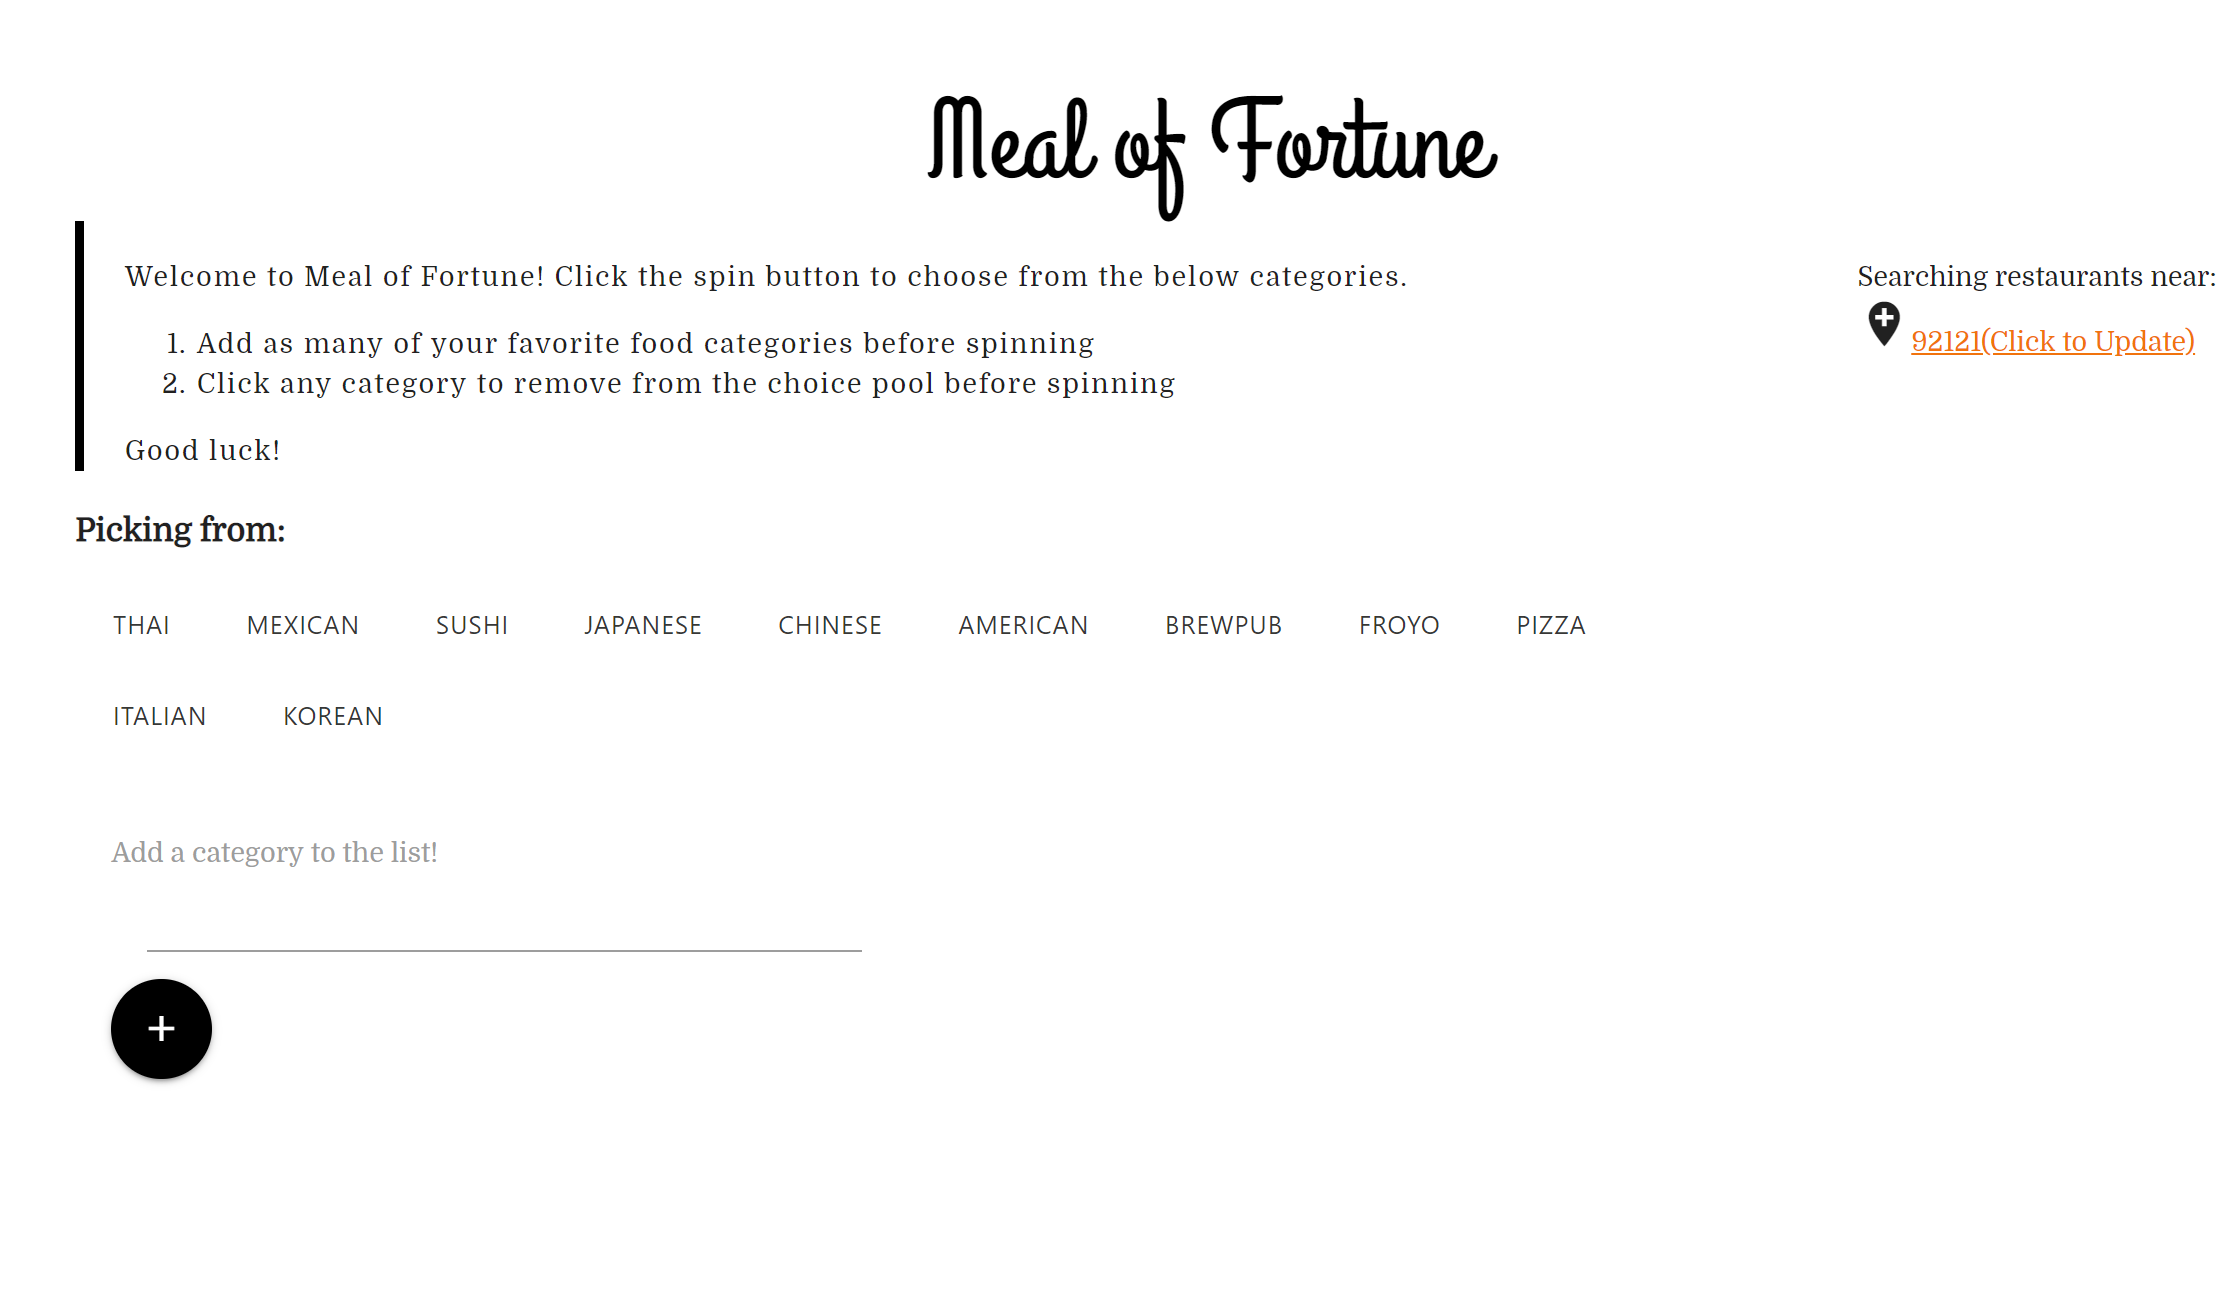 Meal of Fortune
Welcome to Meal of Fortune! Click the spin button to choose from the below categories.
1. Add as many of your favorite food categories before spinning
2. Click any category to remove from the choice pool before spinning
Good luck!
Searching restaurants near:
92121(Click to Update)
Picking from:
THAI MEXICAN SUSHI JAPANESE CHINESE AMERICAN BREWPUB FROYO PIZZA
ITALIAN KOREAN
Add a category to the list!
+